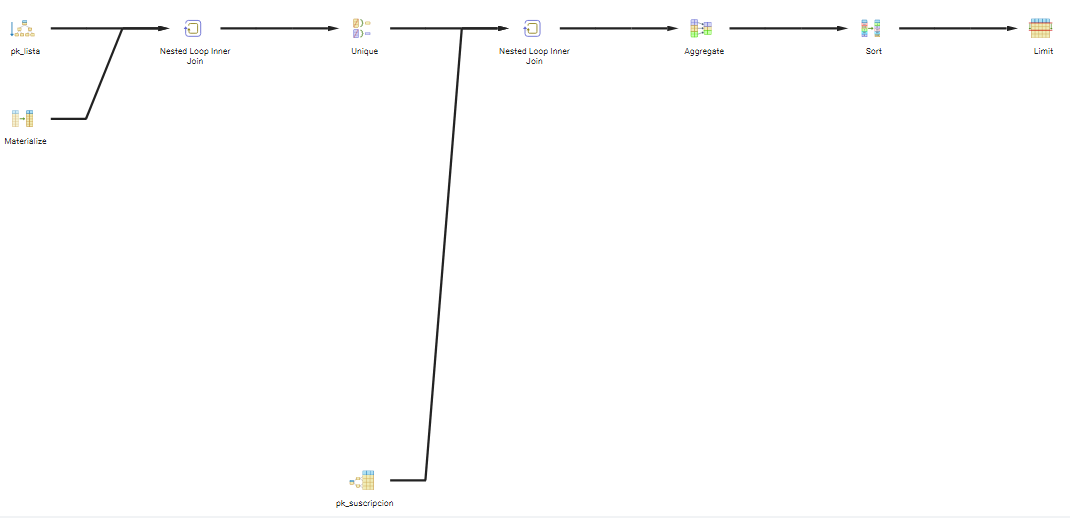 pk_lista
Nested Loop Inner
Join
Unique
Nested Loop Inner
Join
Aggregate
Sort
Limit
Materialize
pk_suscripcion